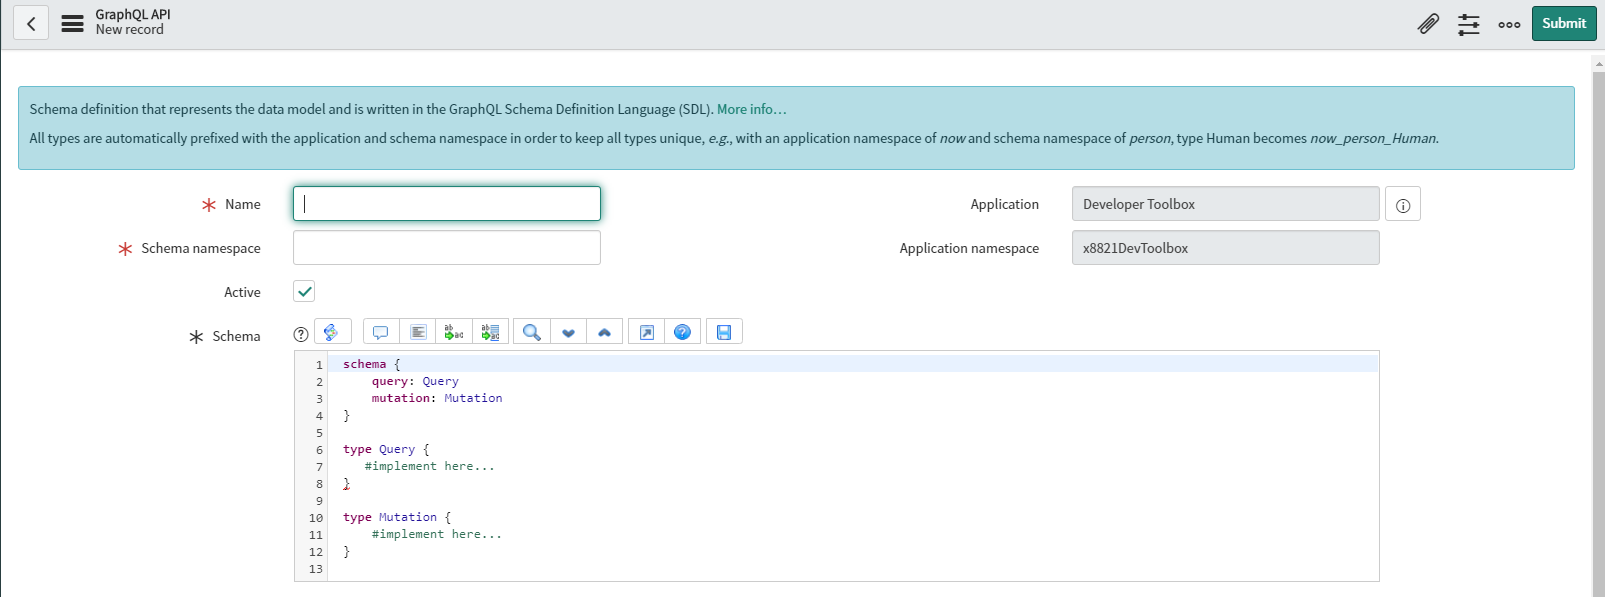 GraphQL API
New record
Submit
Schema definition that represents the data model and is written in the GraphQL Schema Definition Language (SDL). More info...
All types are automatically prefixed with the application and schema namespace in order to keep all types unique, e.g., with an application namespace of now and schema namespace of person, type Human becomes now_person_Human.
Name
Application
Developer Toolbox
Schema namespace
Application namespace
x8821DevToolbox
Active
Schema
1 schema {
2     query: Query
3     mutation: Mutation
4 }
5
6 type Query {
7    #implement here...
8 }
9
10 type Mutation {
11     #implement here...
12 }
13